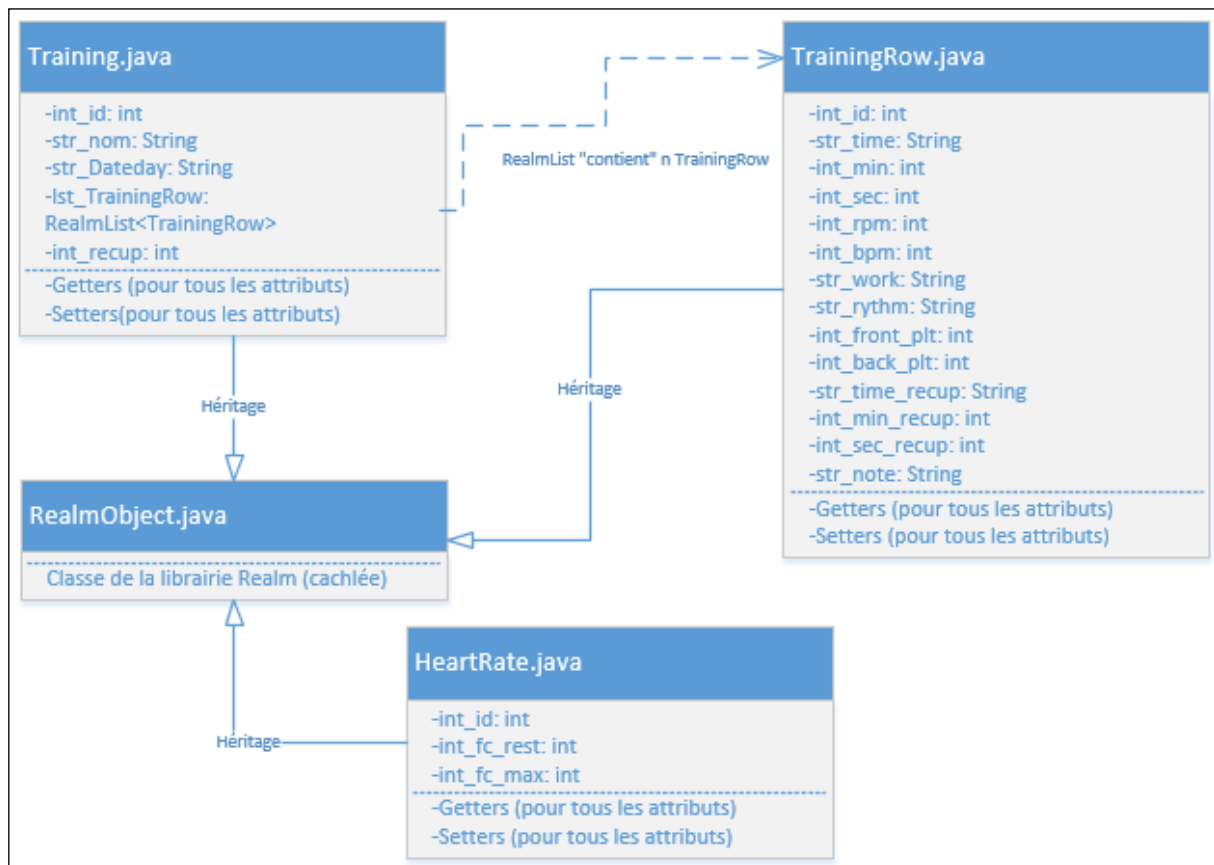 Training.java
-int_id: int
-str_nom: String
-str_Dateday: String
-lst_TrainingRow:
RealmList<TrainingRow>
-int_recup: int
-Getters (pour tous les attributs)
-Setters(pour tous les attributs)
RealmList "contient" n TrainingRow
TrainingRow.java
-int_id: int
-str_time: String
-int_min: int
-int_sec: int
-int_rpm: int
-int_bpm: int
-str_work: String
-str_rythm: String
-int_front_plt: int
-int_back_plt: int
-str_time_recup: String
-int_min_recup: int
-int_sec_recup: int
-str_note: String
-Getters (pour tous les attributs)
-Setters (pour tous les attributs)
Héritage
Héritage
RealmObject.java
Classe de la librairie Realm (cachlée)
HeartRate.java
-int_id: int
-int_fc_rest: int
-int_fc_max: int
-Getters (pour tous les attributs)
-Setters (pour tous les attributs)
Héritage